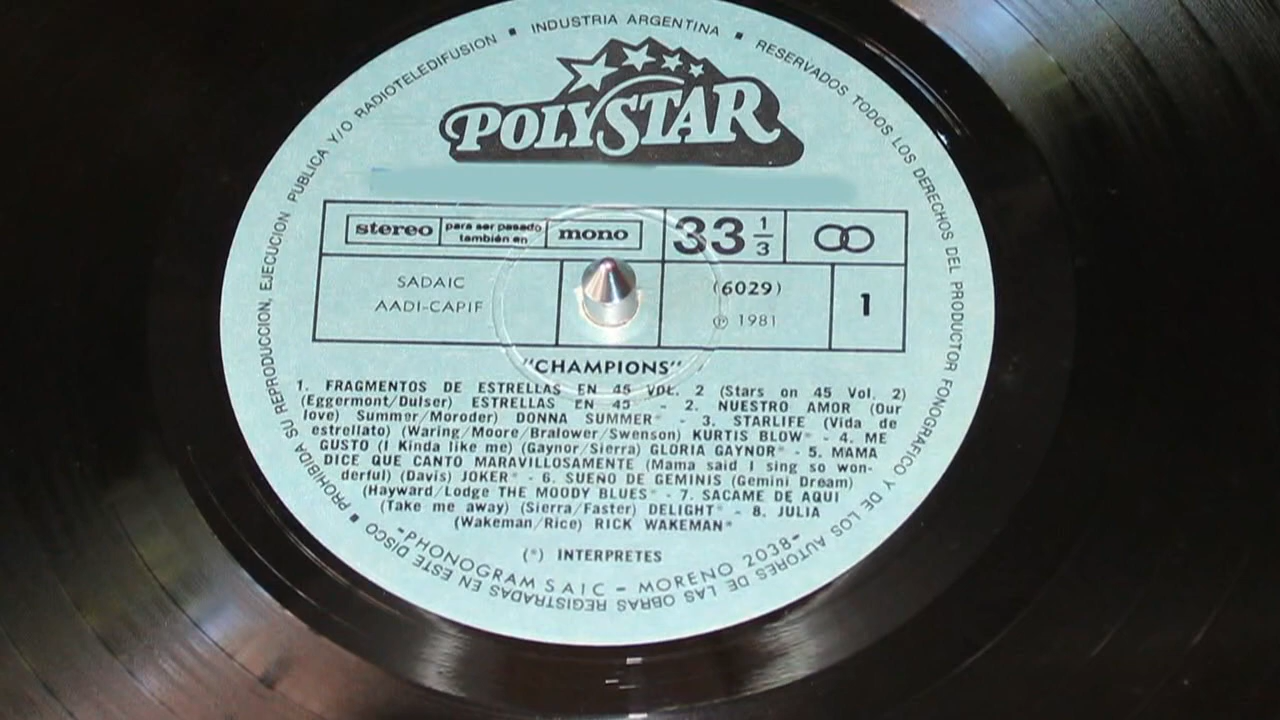 REPRODUCCION, EJECUCION PUBLICA Y/O RADIOTELEDIFUSION ▪ INDUSTRIA ARGENTINA ▪ RESERVADOS TODOS LOS DERECHOS DEL PRODUCTOR FONOGRAFICO Y DE LOS AUTORES DE LAS OBRAS REGISTRADAS EN ESTE DISCO ▪ PROHIBIDA SU
POLYSTAR
stereo para ser pasado también en mono
33 1/3
SADAIC
AADI-CAPIF
(6029)
℗ 1981
1
"CHAMPIONS"
1. FRAGMENTOS DE ESTRELLAS EN 45 VOL. 2 (Stars on 45 Vol. 2)
(Eggermont/Dulser) ESTRELLAS EN 45 - 2. NUESTRO AMOR (Our
love) Summer/Moroder) DONNA SUMMER* - 3. STARLIFE (Vida de
estrellato) (Waring/Moore/Bralower/Swenson) KURTIS BLOW* - 4. ME
GUSTO (I Kinda like me) (Gaynor/Sierra) GLORIA GAYNOR* - 5. MAMA
DICE QUE CANTO MARAVILLOSAMENTE (Mama said I sing so won-
derful) (Davis) JOKER* - 6. SUEÑO DE GEMINIS (Gemini Dream)
(Hayward/Lodge THE MOODY BLUES* - 7. SACAME DE AQUI
(Take me away) (Sierra/Faster) DELIGHT* - 8. JULIA
(Wakeman/Rice) RICK WAKEMAN*
(*) INTERPRETES
-PHONOGRAM S A I C - MORENO 2038-